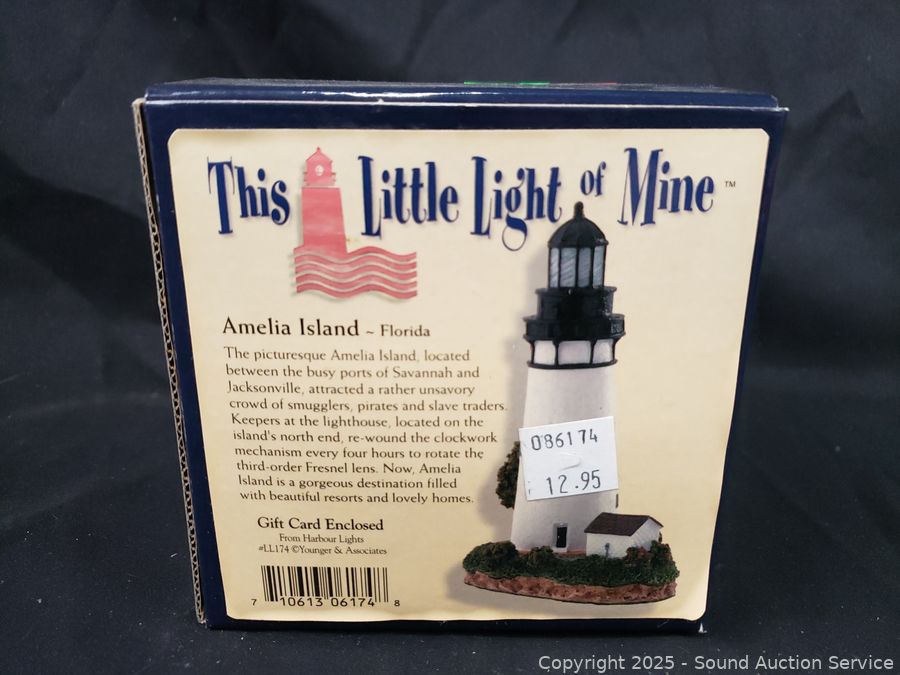 This Little Light of Mine ™
Amelia Island ~ Florida
The picturesque Amelia Island, located
between the busy ports of Savannah and
Jacksonville, attracted a rather unsavory
crowd of smugglers, pirates and slave traders.
Keepers at the lighthouse, located on the
island's north end, re-wound the clockwork
mechanism every four hours to rotate the
third-order Fresnel lens. Now, Amelia
Island is a gorgeous destination filled
with beautiful resorts and lovely homes.
086174
12.95
Gift Card Enclosed
From Harbour Lights
#LL174 ©Younger & Associates
7 10613 06174 8
Copyright 2025 - Sound Auction Service